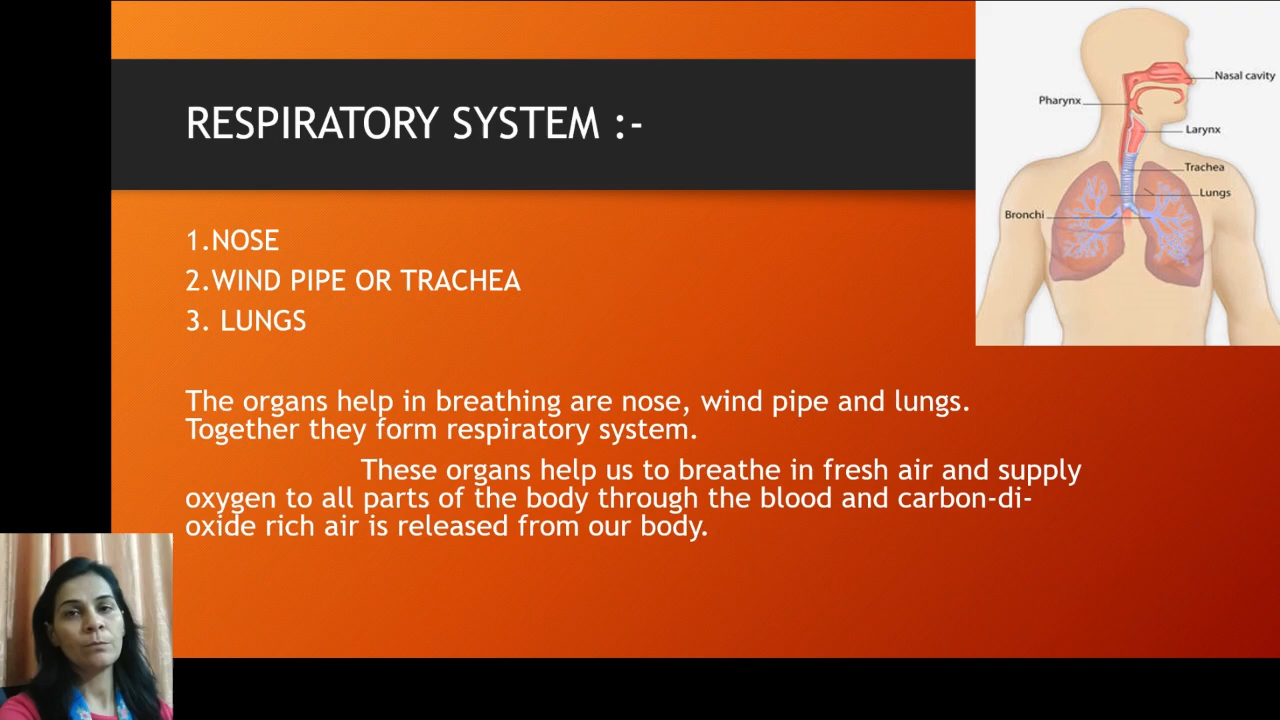 RESPIRATORY SYSTEM :-
1.NOSE
2.WIND PIPE OR TRACHEA
3. LUNGS
The organs help in breathing are nose, wind pipe and lungs.
Together they form respiratory system.
These organs help us to breathe in fresh air and supply
oxygen to all parts of the body through the blood and carbon-di-
oxide rich air is released from our body.
Nasal cavity
Pharynx
Larynx
Trachea
Lungs
Bronchi